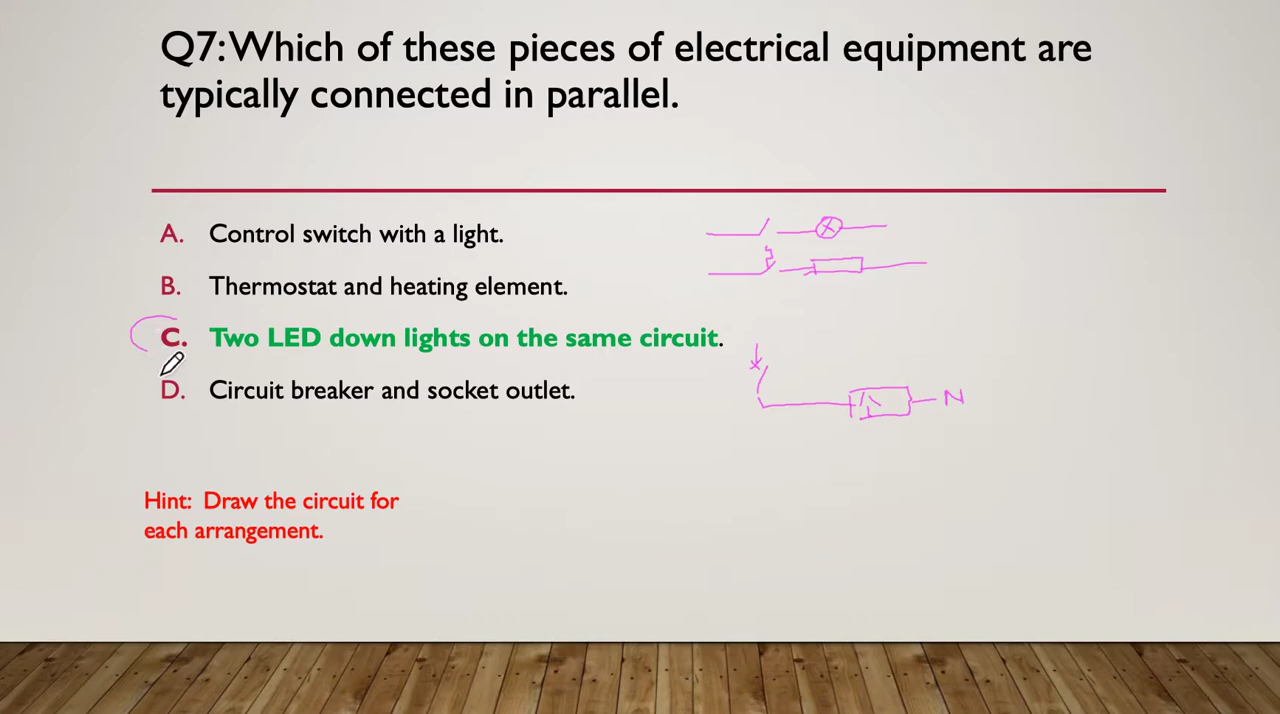 Q7: Which of these pieces of electrical equipment are
typically connected in parallel.
A. Control switch with a light.
B. Thermostat and heating element.
C. Two LED down lights on the same circuit.
D. Circuit breaker and socket outlet.
N
Hint: Draw the circuit for
each arrangement.